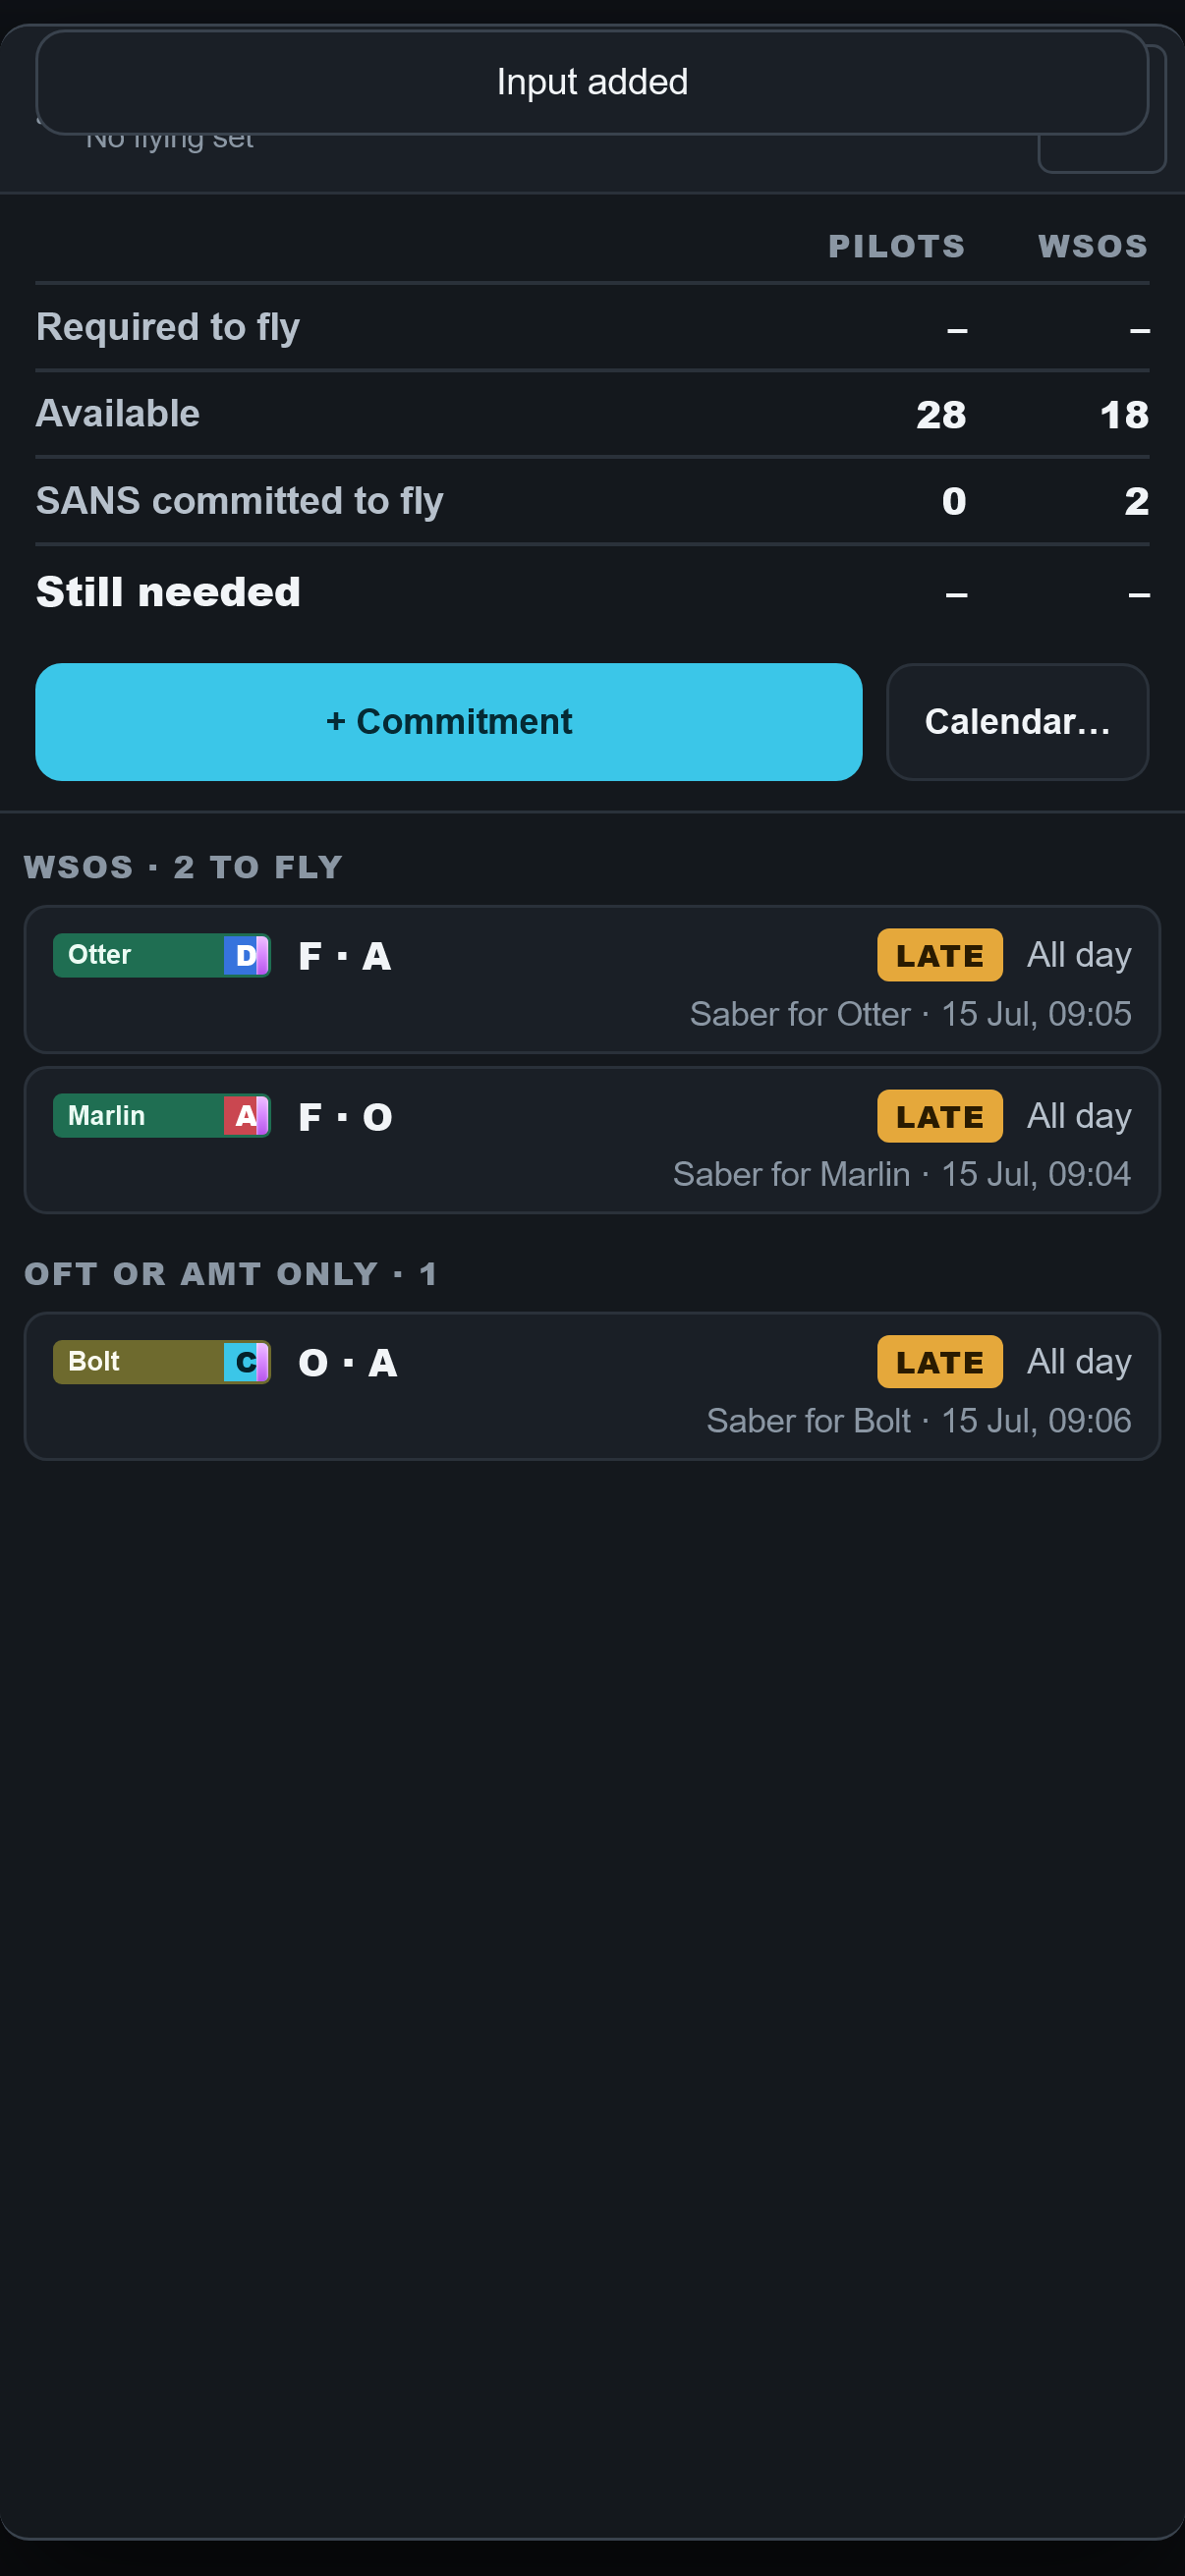 Input added
No flying set
PILOTS WSOS
Required to fly – –
Available 28 18
SANS committed to fly 0 2
Still needed – –
+ Commitment Calendar...
WSOS · 2 TO FLY
Otter D F · A LATE All day
Saber for Otter · 15 Jul, 09:05
Marlin A F · O LATE All day
Saber for Marlin · 15 Jul, 09:04
OFT OR AMT ONLY · 1
Bolt C O · A LATE All day
Saber for Bolt · 15 Jul, 09:06